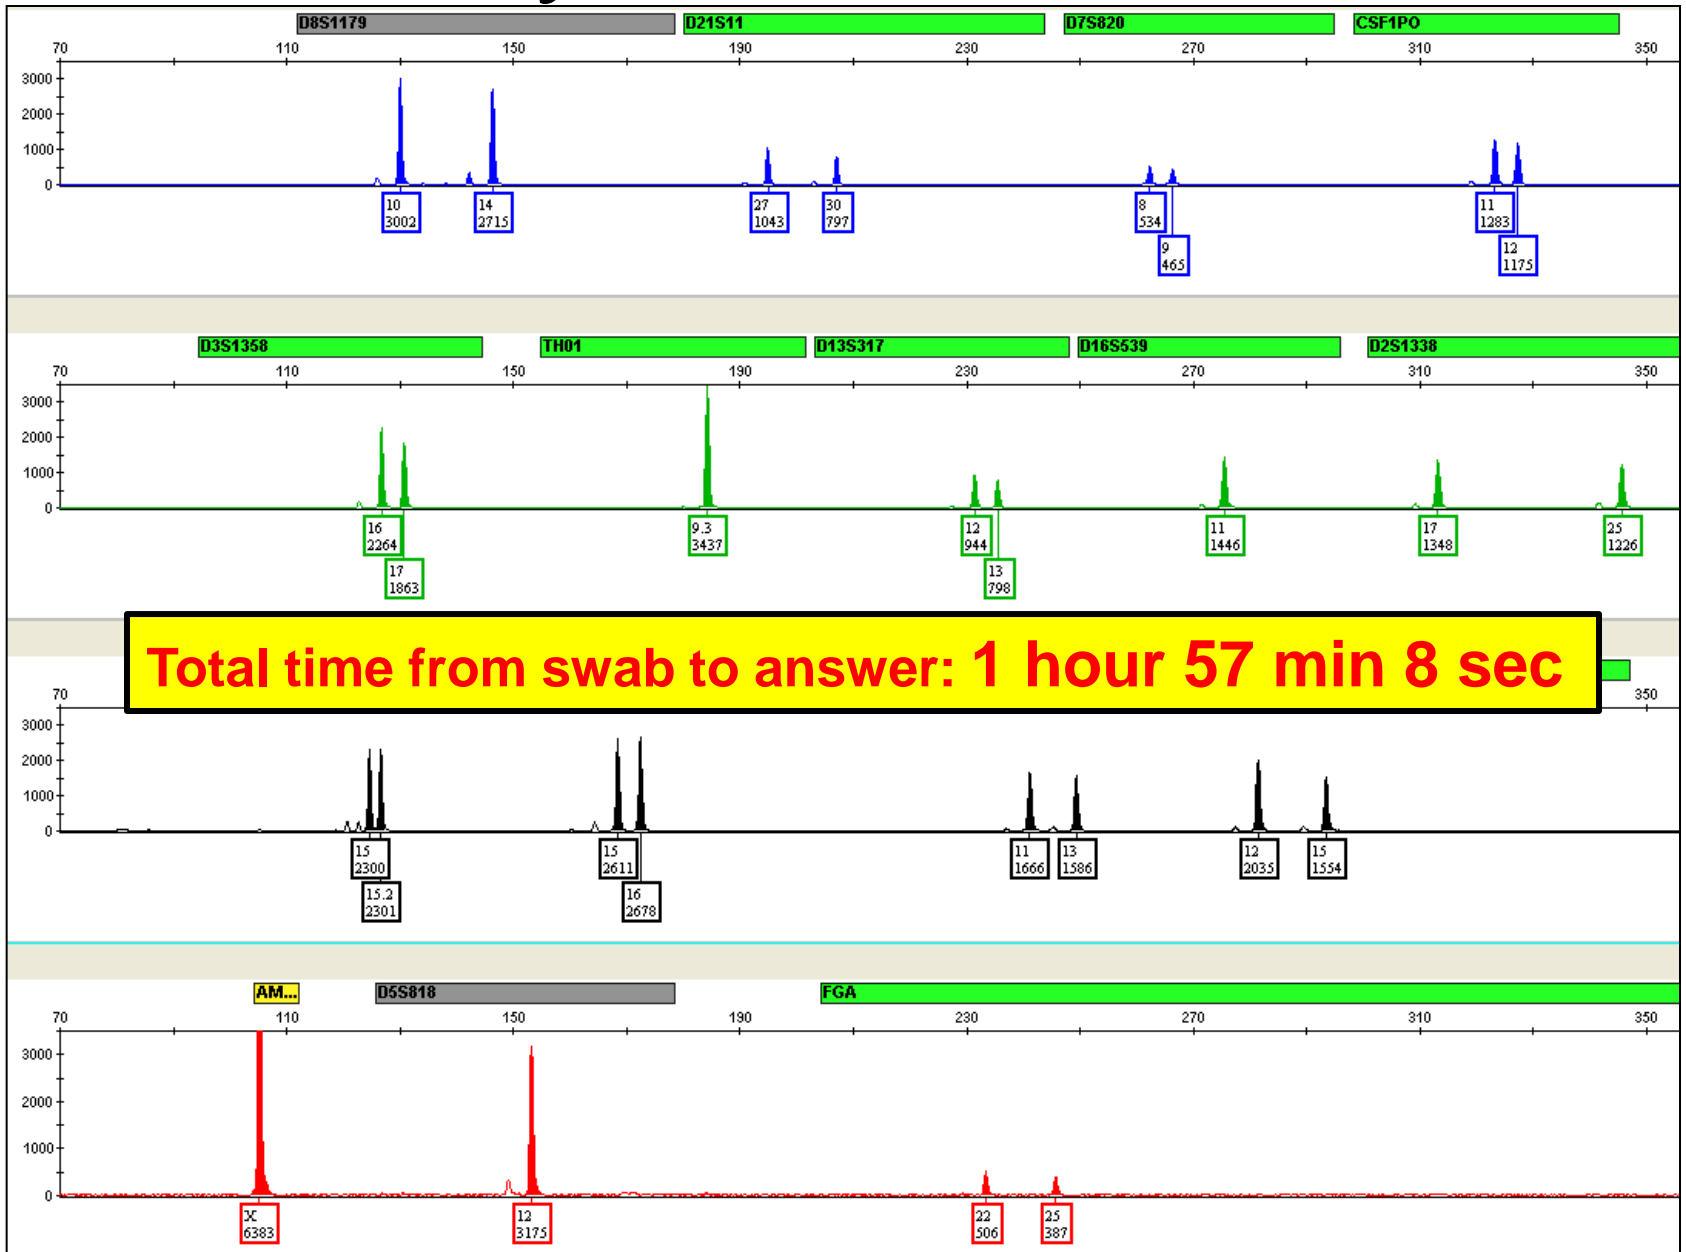 D8S1179 D21S11 D7S820 CSF1PO
70 110 150 190 230 270 310 350
3000
2000
1000
0
10 14 27 30 8 11
3002 2715 1043 797 534 1283
9 12
465 1175
D3S1358 TH01 D13S317 D16S539 D2S1338
70 110 150 190 230 270 310 350
3000
2000
1000
0
16 9.3 12 11 17 25
2264 3437 944 1446 1348 1226
17 13
1863 798
Total time from swab to answer: 1 hour 57 min 8 sec
70 350
3000
2000
1000
0
15 15 11 13 12 15
2300 2611 1666 1586 2035 1554
15.2 16
2301 2678
AM... D5S818 FGA
70 110 150 190 230 270 310 350
3000
2000
1000
0
X 12 22 25
6383 3175 506 387